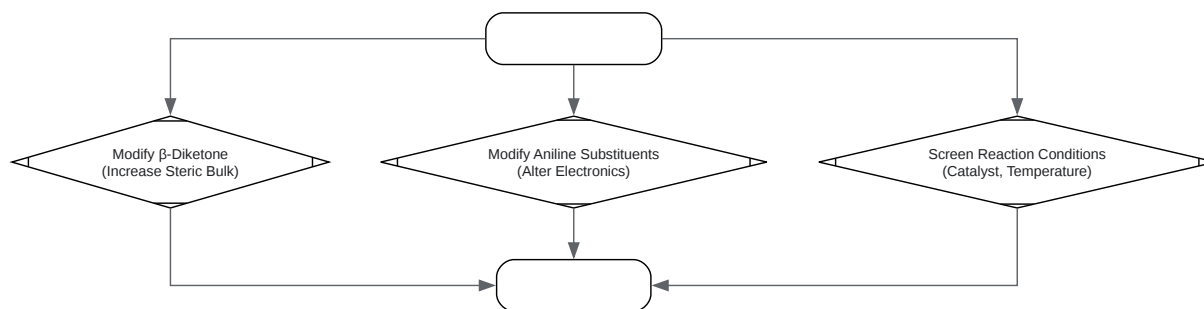 Modify β-Diketone
(Increase Steric Bulk)
Modify Aniline Substituents
(Alter Electronics)
Screen Reaction Conditions
(Catalyst, Temperature)